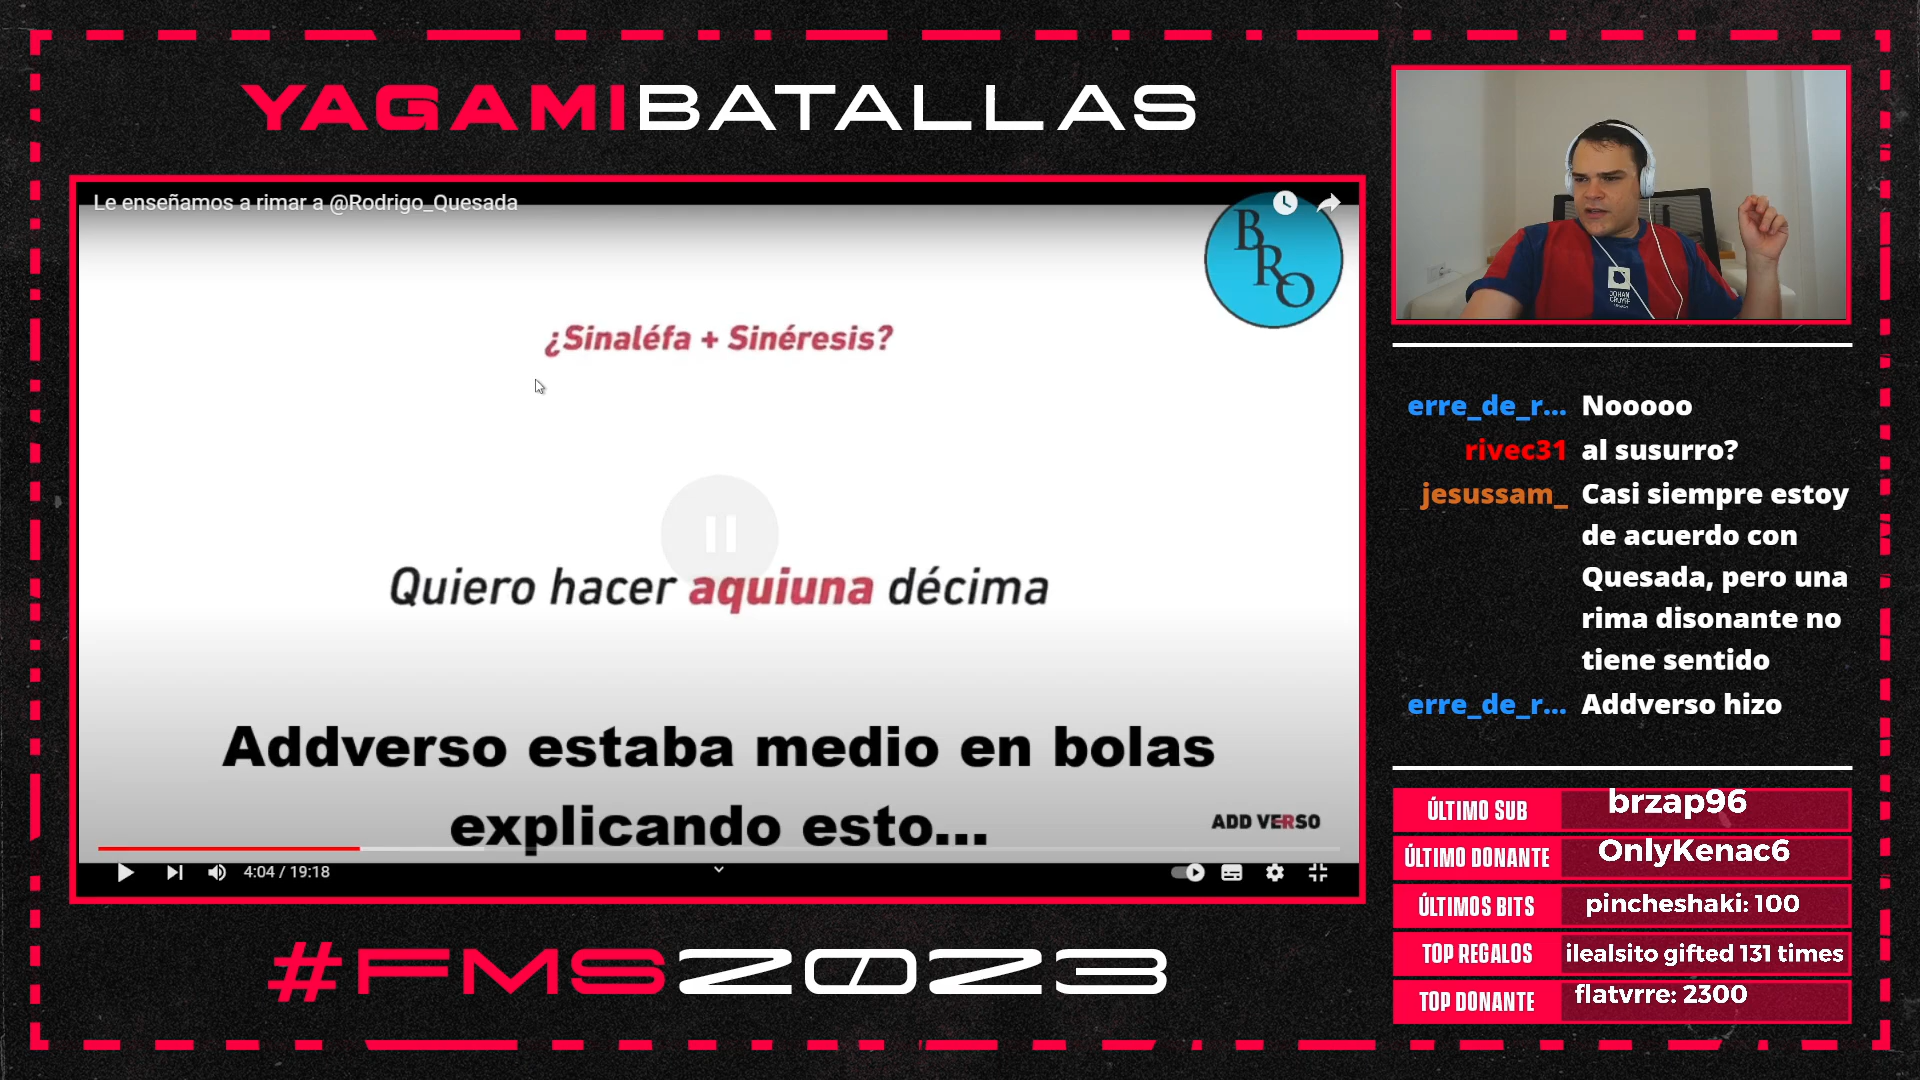 YAGAMIBATALLAS
Le enseñamos a rimar a @Rodrigo_Quesada
BRO
¿Sinaléfa + Sinéresis?
Quiero hacer aquiuna décima
Addverso estaba medio en bolas
explicando esto...
ADD VERSO
4:04 / 19:18
#FMS2023
JOHAN
CRUYFF
erre_de_r... Nooooo
rivec31 al susurro?
jesussam_ Casi siempre estoy
de acuerdo con
Quesada, pero una
rima disonante no
tiene sentido
erre_de_r... Addverso hizo
ÚLTIMO SUB brzap96
ÚLTIMO DONANTE OnlyKenac6
ÚLTIMOS BITS pincheshaki: 100
TOP REGALOS ilealsito gifted 131 times
TOP DONANTE flatvrre: 2300